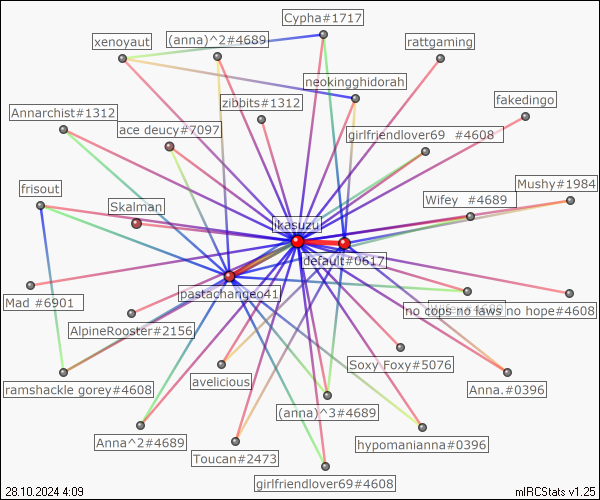 Cypha#1717
xenoyaut
(anna)^2#4689
rattgaming
neokingghidorah
zibbits#1312
fakedingo
Annarchist#1312
ace deucy#7097
girlfriendlover69 #4608
Mushy#1984
frisout
Skalman
Wifey #4689
ikasuzu
default#0617
pastachangeo41
Mad #6901
no cops no laws no hope#4608
AlpineRooster#2156
Soxy Foxy#5076
ramshackle gorey#4608
avelicious
Anna.#0396
(anna)^3#4689
Anna^2#4689
hypomanianna#0396
Toucan#2473
girlfriendlover69#4608
28.10.2024 4:09
mIRCStats v1.25